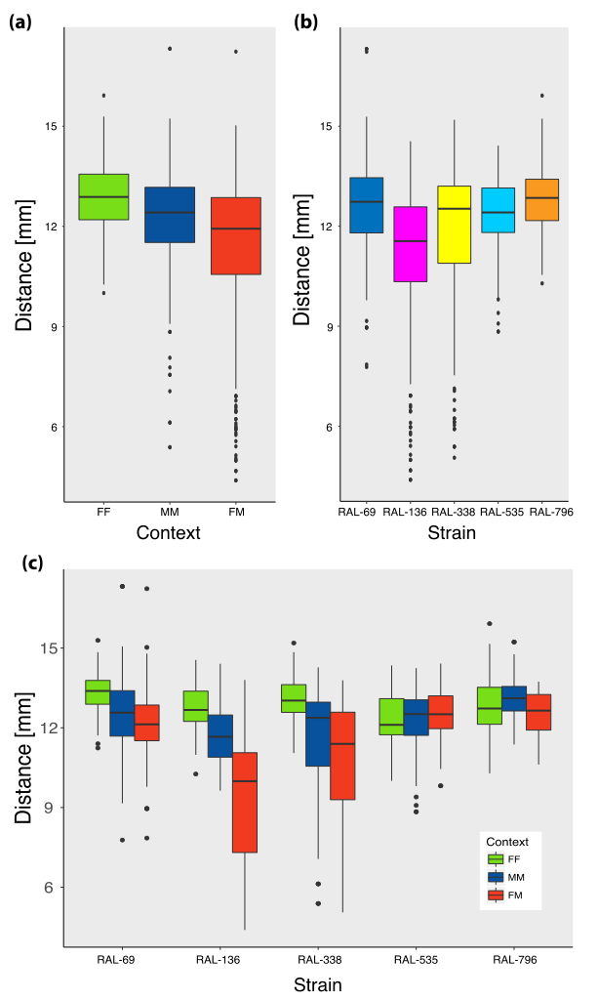 (a)
Distance [mm]
15
12
9
6
FF MM FM
Context
(b)
Distance [mm]
15
12
9
6
RAL-69 RAL-136 RAL-338 RAL-535 RAL-796
Strain
(c)
Distance [mm]
15
12
9
6
Context
FF
MM
FM
RAL-69 RAL-136 RAL-338 RAL-535 RAL-796
Strain